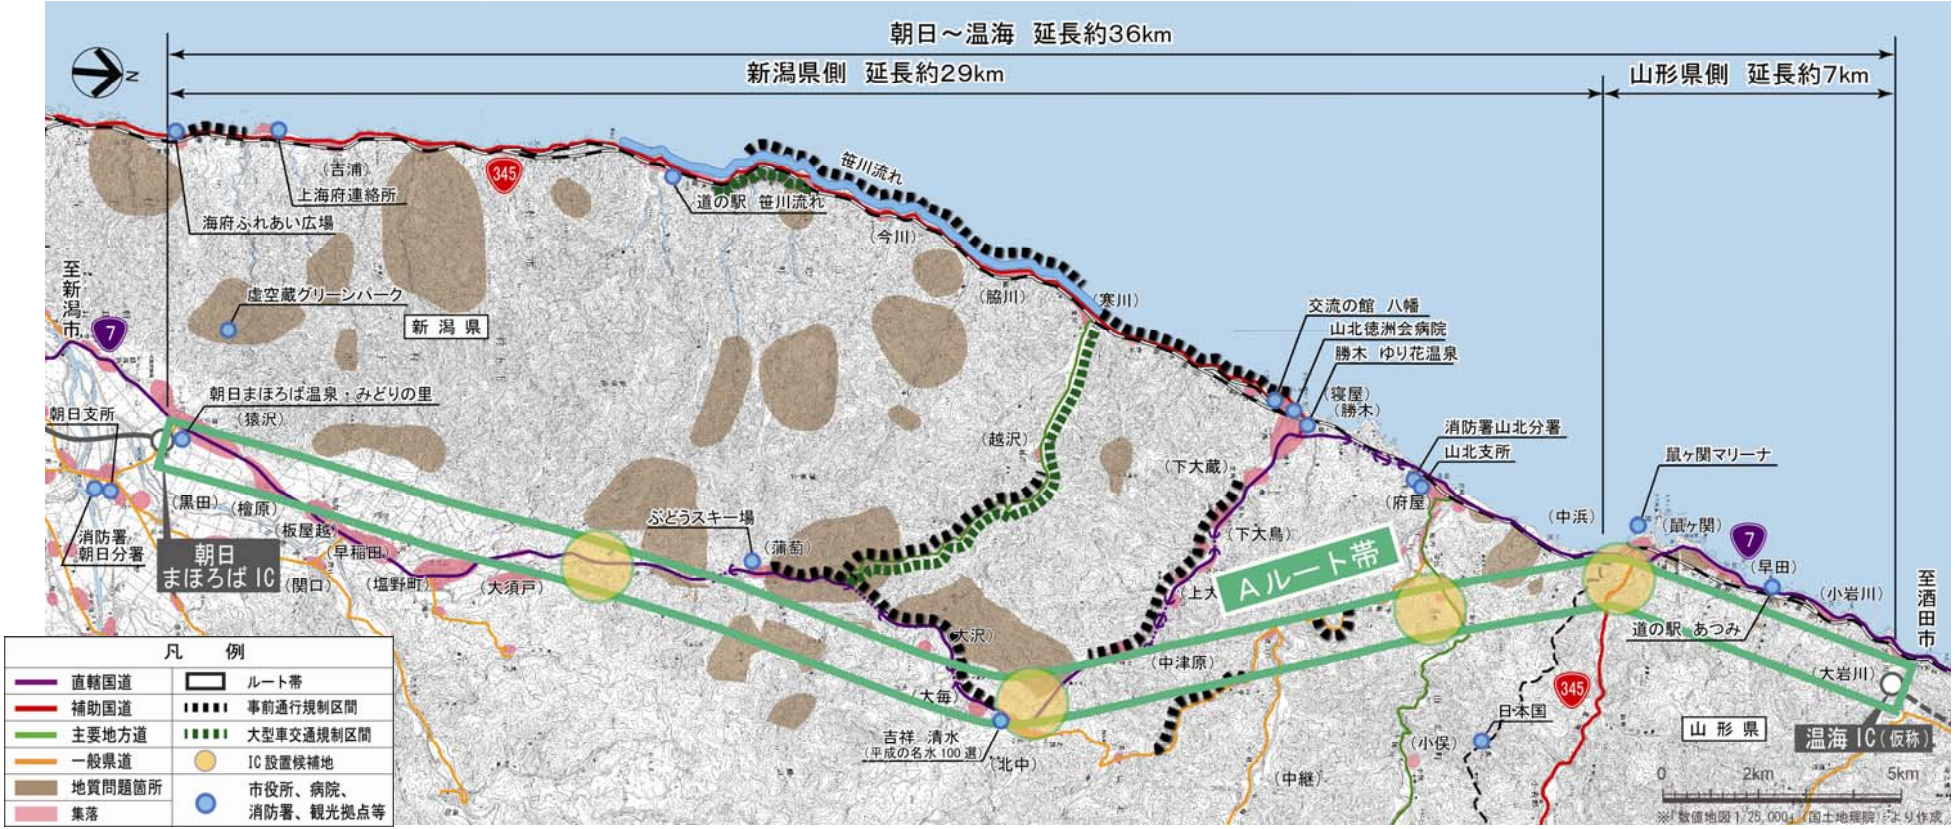 朝日～温海 延長約36km
新潟県側 延長約29km
山形県側 延長約7km
N
(吉浦)
上海府連絡所
海府ふれあい広場
345
道の駅 笹川流れ
笹川流れ
(今川)
(脇川)
(寒川)
至新潟市
7
虚空蔵グリーンパーク
新潟県
交流の館 八幡
山北徳洲会病院
勝木 ゆり花温泉
(寝屋)
(勝木)
朝日まほろば温泉・みどりの里
朝日支所
(猿沢)
(越沢)
消防署山北分署
山北支所
(下大蔵)
(府屋)
鼠ヶ関マリーナ
(鼠ヶ関)
7
(中浜)
(早田)
(小岩川)
至酒田市
(黒田)
(檜原)
(板屋越)
(早稲田)
消防署
朝日分署
朝日
まほろばIC
(関口)
(塩野町)
(大須戸)
ぶどうスキー場
(蒲萄)
(下大鳥)
Aルート帯
(上大
道の駅 あつみ
(大沢)
(中津原)
(大岩川)
345
(大毎)
吉祥 清水
(平成の名水100選)
(北中)
(中継)
日本国
(小俣)
山形県
温海IC(仮称)
凡 例
直轄国道
ルート帯
補助国道
事前通行規制区間
主要地方道
大型車交通規制区間
一般県道
IC設置候補地
地質問題箇所
集落
市役所、病院、
消防署、観光拠点等
0 2km 5km
※「数値地図1/25,000」(国土地理院)より作成